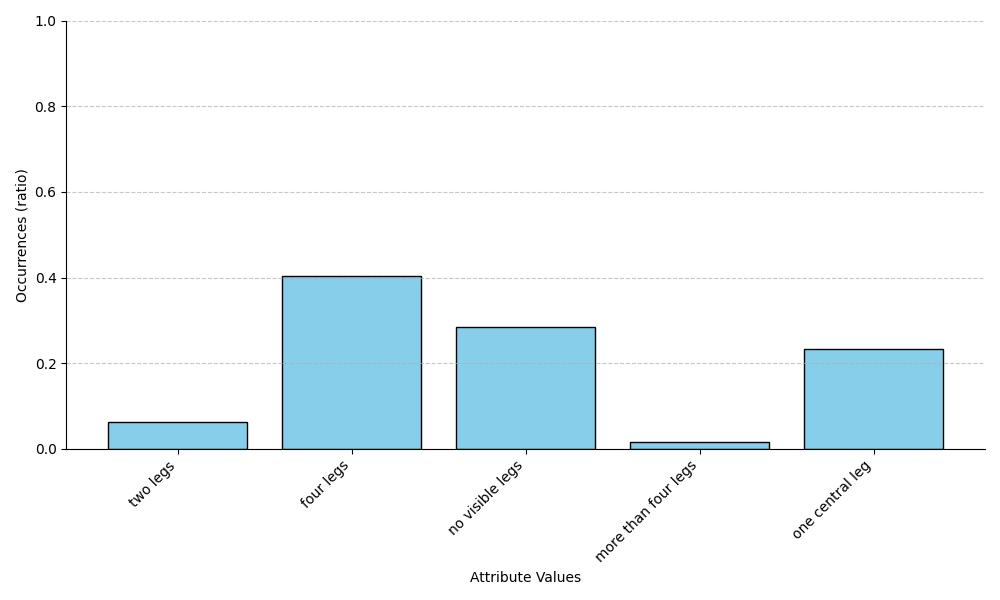 1.0
0.8
0.6
0.4
0.2
0.0
Occurrences (ratio)
two legs
four legs
no visible legs
more than four legs
one central leg
Attribute Values